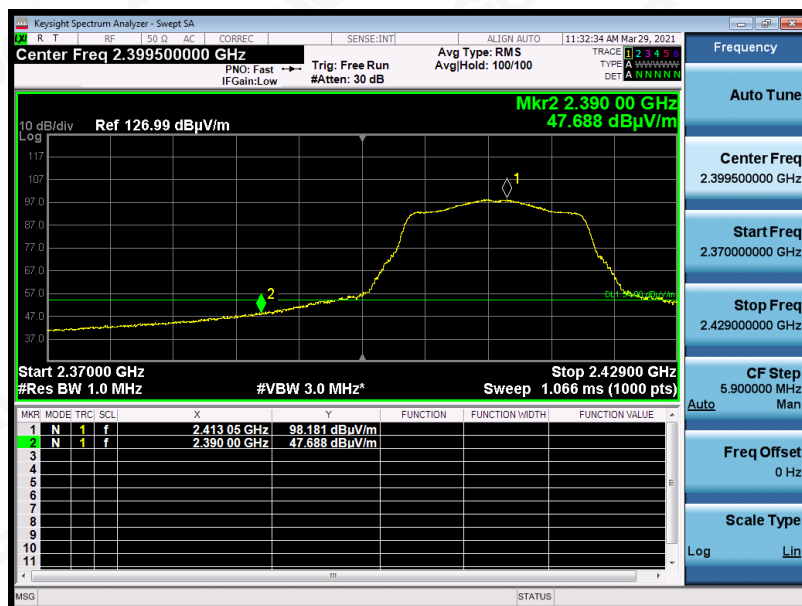 Keysight Spectrum Analyzer - Swept SA
LXI R T RF 50 Ω AC CORREC SENSE:INT ALIGN AUTO 11:32:34 AM Mar 29, 2021
Center Freq 2.399500000 GHz
PNO: Fast
IFGain:Low
Trig: Free Run
#Atten: 30 dB
Avg Type: RMS
Avg|Hold: 100/100
TRACE 1 2 3 4 5 6
TYPE A WWWWW
DET A N N N N N
Mkr2 2.390 00 GHz
47.688 dBµV/m
10 dB/div Ref 126.99 dBµV/m
Log
117
107
97.0
87.0
77.0
67.0
57.0
47.0
37.0
1
2
Start 2.37000 GHz Stop 2.42900 GHz
#Res BW 1.0 MHz #VBW 3.0 MHz* Sweep 1.066 ms (1000 pts)
MKR MODE TRC SCL X Y FUNCTION FUNCTION WIDTH FUNCTION VALUE
1 N 1 f 2.413 05 GHz 98.181 dBµV/m
2 N 1 f 2.390 00 GHz 47.688 dBµV/m
3
4
5
6
7
8
9
10
11
MSG STATUS
Frequency
Auto Tune
Center Freq
2.399500000 GHz
Start Freq
2.370000000 GHz
Stop Freq
2.429000000 GHz
CF Step
5.900000 MHz
Auto Man
Freq Offset
0 Hz
Scale Type
Log Lin